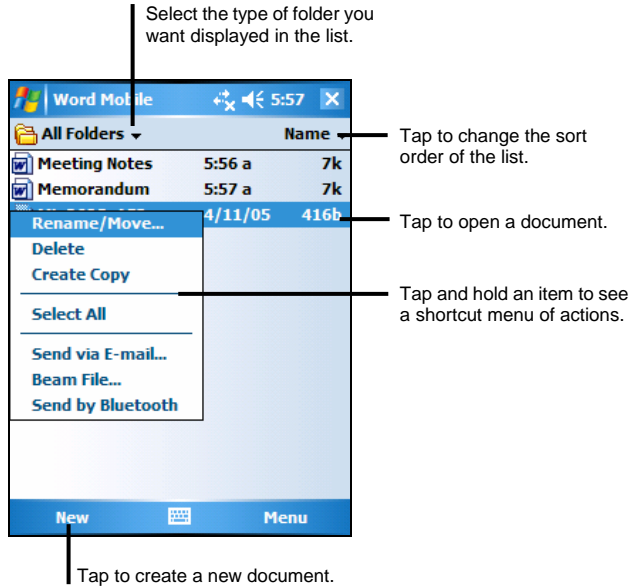 Select the type of folder you
want displayed in the list.
Word Mobile 5:57
All Folders Name
Tap to change the sort
order of the list.
Meeting Notes 5:56 a 7k
Memorandum 5:57 a 7k
4/11/05 416b
Tap to open a document.
Rename/Move...
Delete
Create Copy
Tap and hold an item to see
a shortcut menu of actions.
Select All
Send via E-mail...
Beam File...
Send by Bluetooth
New Menu
Tap to create a new document.